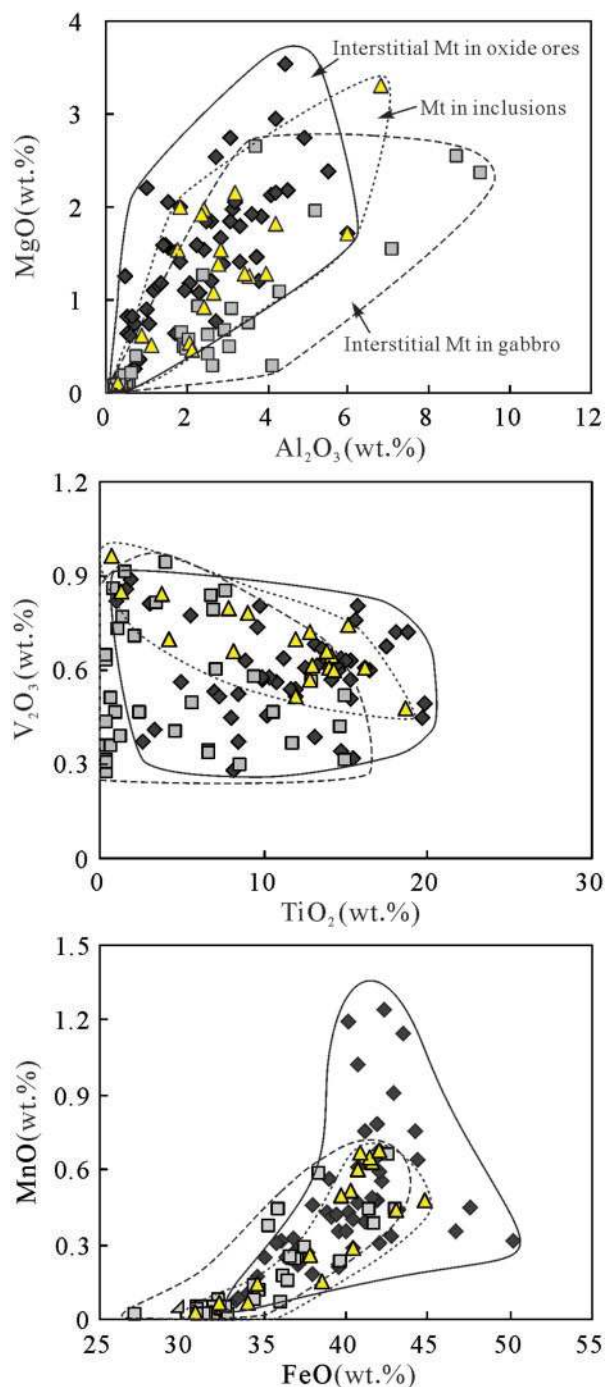 4
Interstitial Mt in oxide ores
3
Mt in inclusions
MgO(wt.%)
2
1
Interstitial Mt in gabbro
0
0 2 4 6 8 10 12
Al₂O₃(wt.%)
1.2
0.9
V₂O₃(wt.%)
0.6
0.3
0
0 10 20 30
TiO₂(wt.%)
1.5
1.2
0.9
MnO(wt.%)
0.6
0.3
0
25 30 35 40 45 50 55
FeO(wt.%)